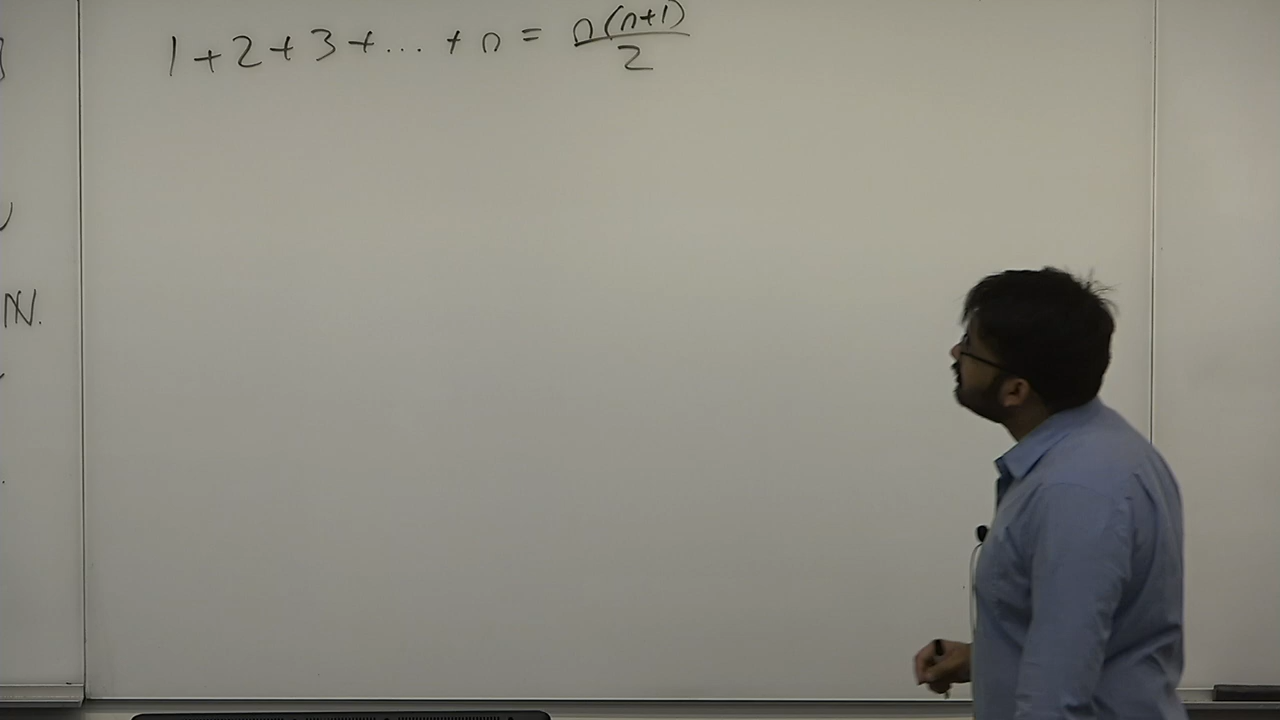 1 + 2 + 3 + ... + n = n(n+1)/2
N.